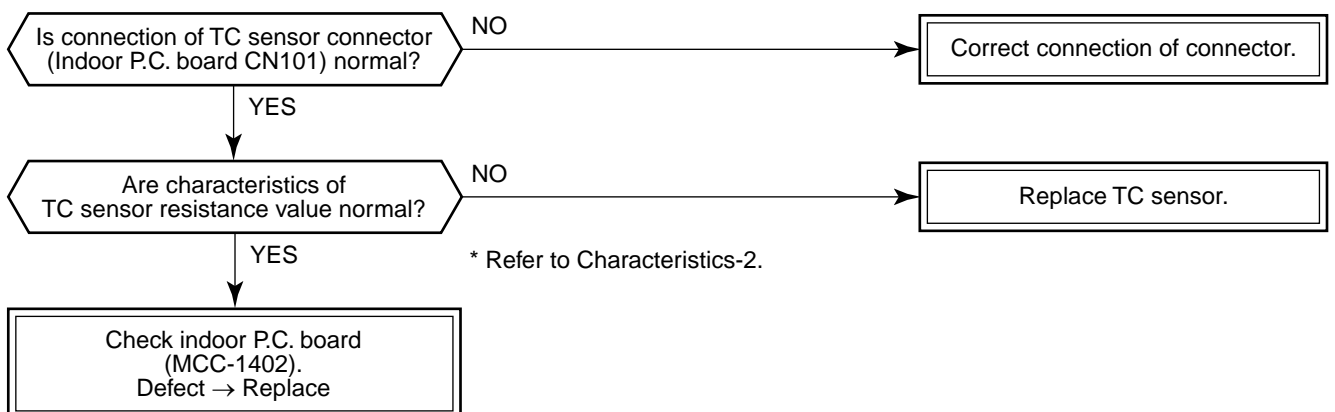 Is connection of TC sensor connector
(Indoor P.C. board CN101) normal?
NO
Correct connection of connector.
YES
Are characteristics of
TC sensor resistance value normal?
NO
Replace TC sensor.
* Refer to Characteristics-2.
YES
Check indoor P.C. board
(MCC-1402).
Defect → Replace